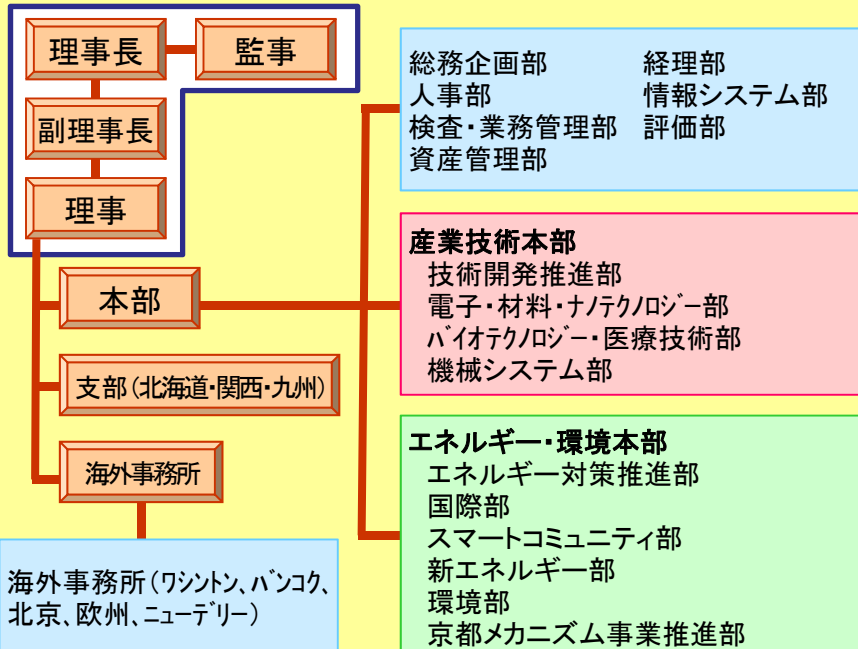 理事長
監事
副理事長
理事
本部
支部(北海道・関西・九州)
海外事務所
海外事務所(ワシントン、バンコク、
北京、欧州、ニューデリー)
総務企画部 経理部
人事部 情報システム部
検査・業務管理部 評価部
資産管理部
産業技術本部
技術開発推進部
電子・材料・ナノテクノロジー部
バイオテクノロジー・医療技術部
機械システム部
エネルギー・環境本部
エネルギー対策推進部
国際部
スマートコミュニティ部
新エネルギー部
環境部
京都メカニズム事業推進部